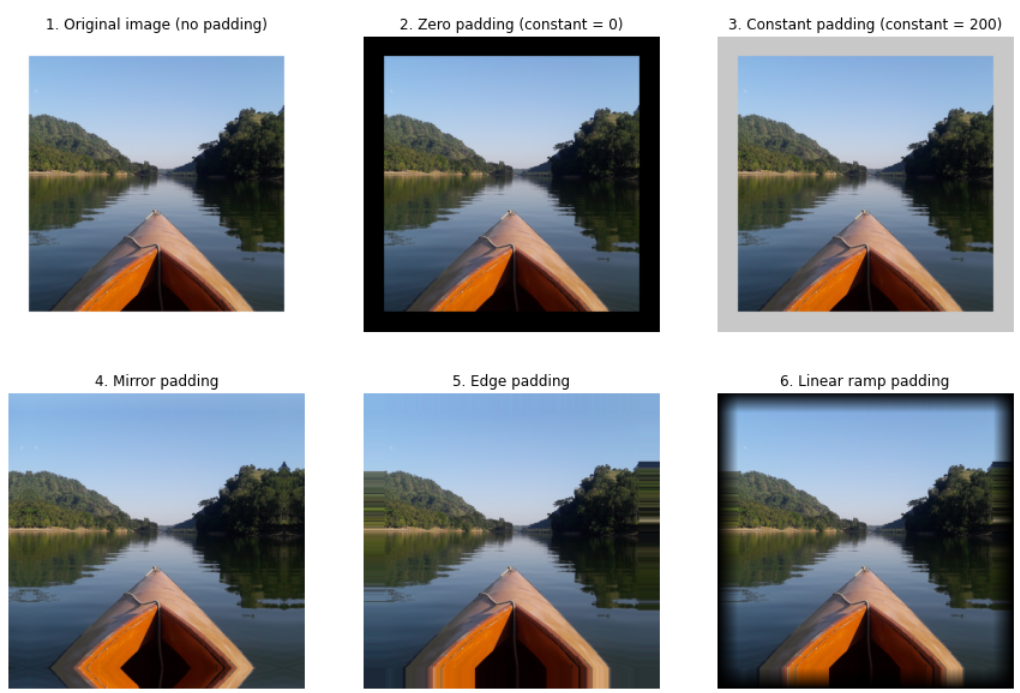 1. Original image (no padding)
2. Zero padding (constant = 0)
3. Constant padding (constant = 200)
4. Mirror padding
5. Edge padding
6. Linear ramp padding